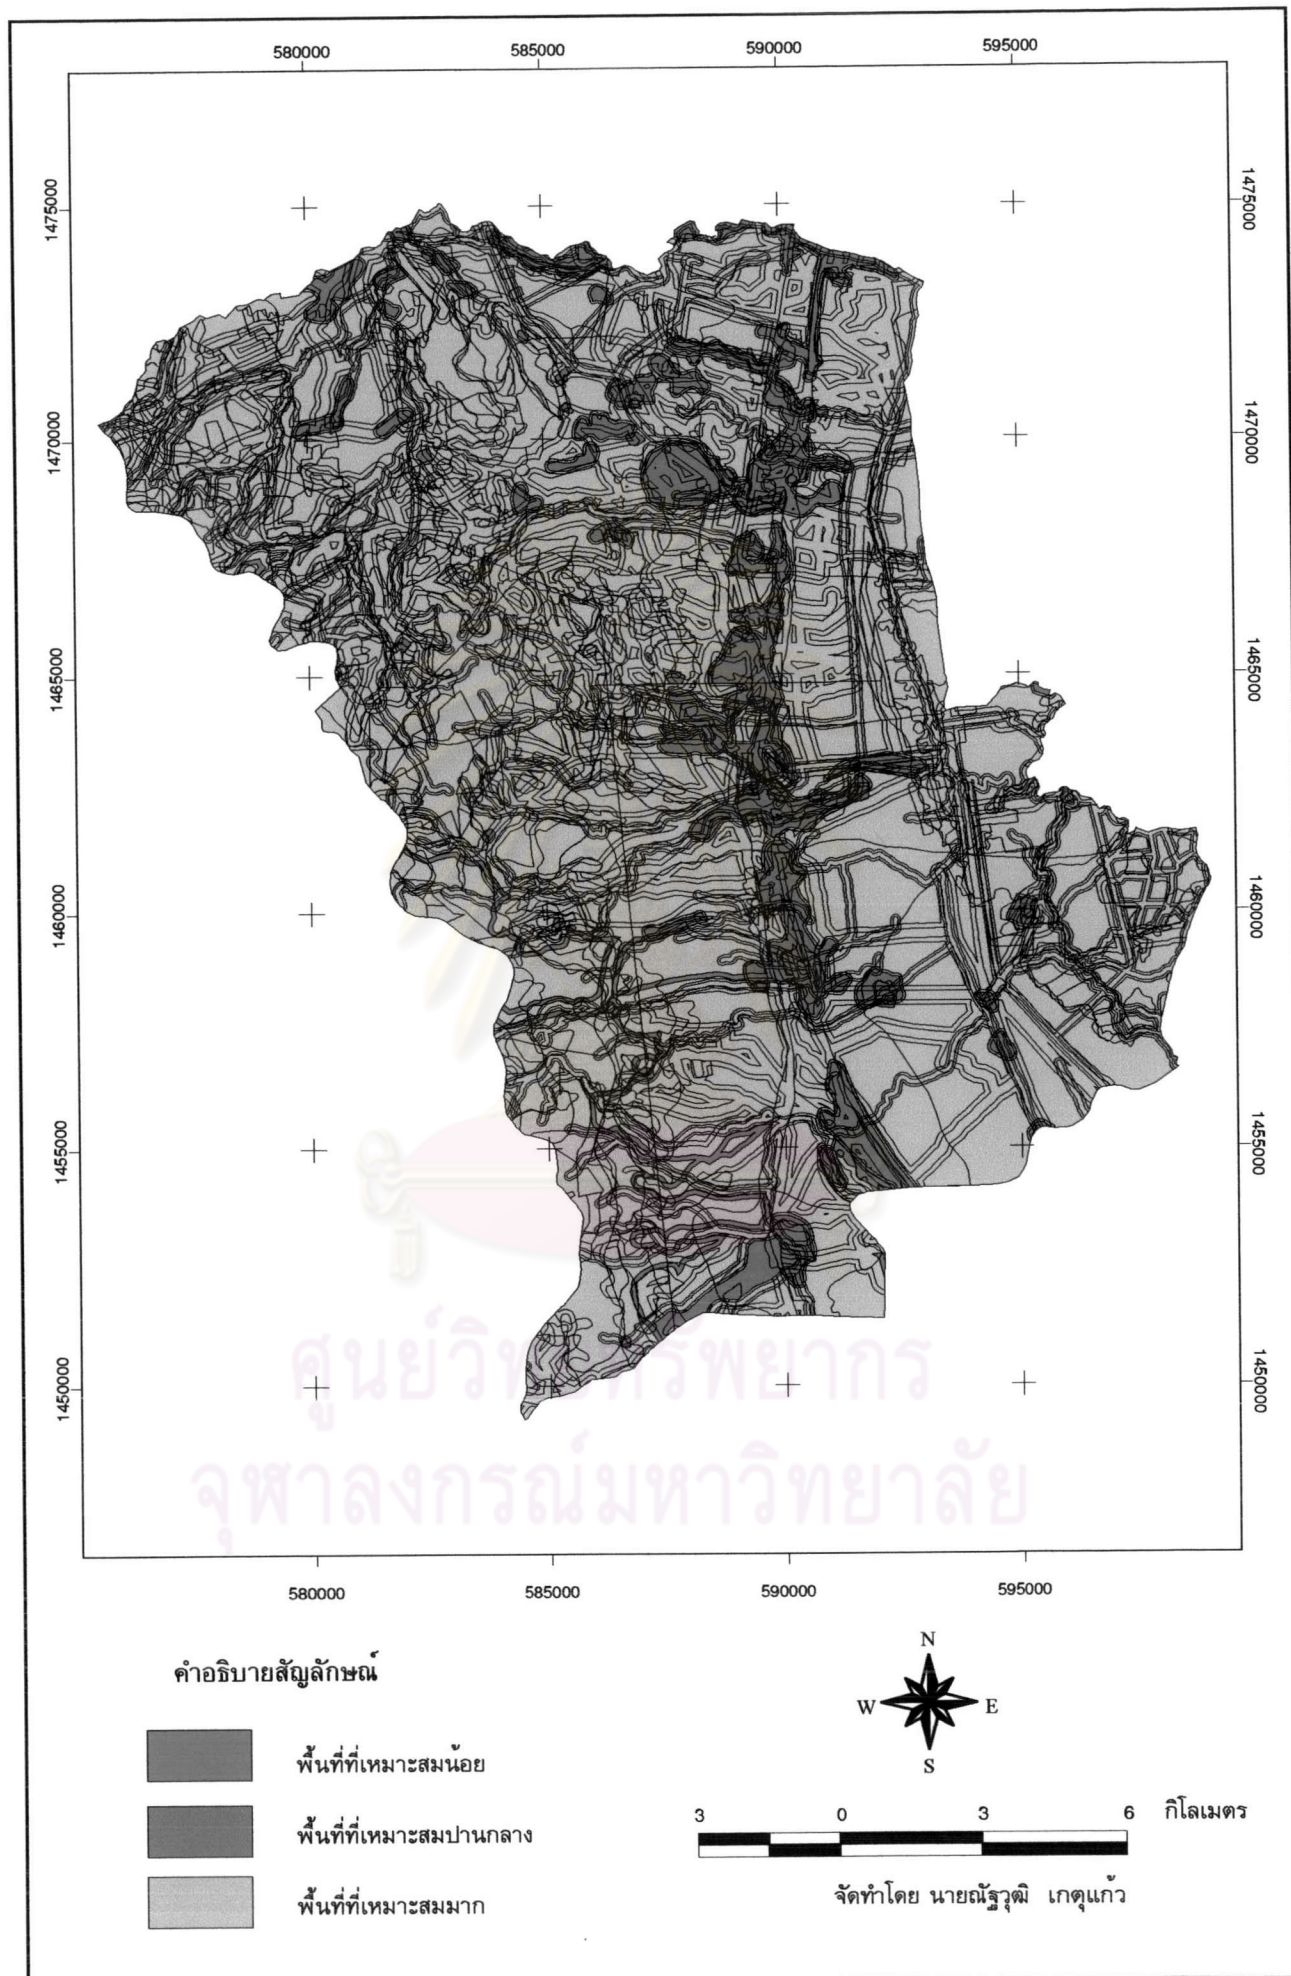 580000 585000 590000 595000
1475000 1475000
1470000 1470000
1465000 1465000
1460000 1460000
1455000 1455000
1450000 1450000
ศูนย์วิทยทรัพยากร
จุฬาลงกรณ์มหาวิทยาลัย
580000 585000 590000 595000
คำอธิบายสัญลักษณ์
พื้นที่ที่เหมาะสมน้อย
พื้นที่ที่เหมาะสมปานกลาง
พื้นที่ที่เหมาะสมมาก
N
W E
S
3 0 3 6 กิโลเมตร
จัดทำโดย นายณัฐวุฒิ เกตุแก้ว